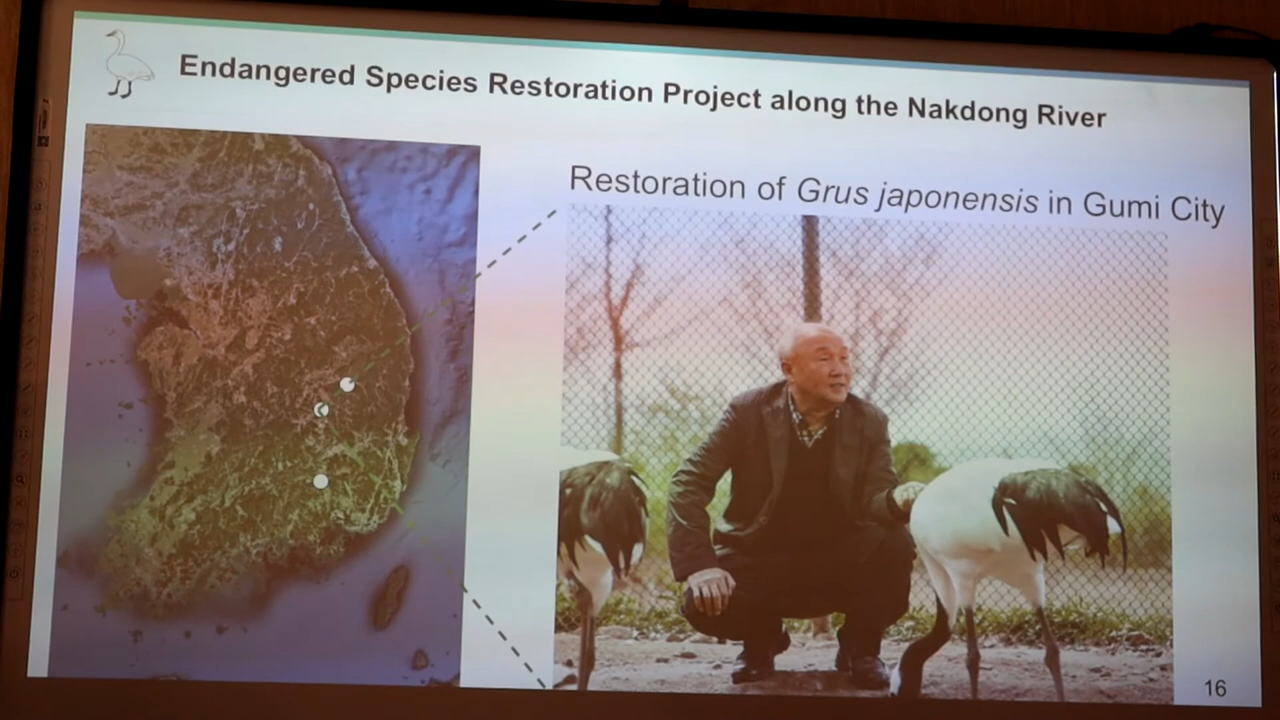 Endangered Species Restoration Project along the Nakdong River
Restoration of Grus japonensis in Gumi City
16